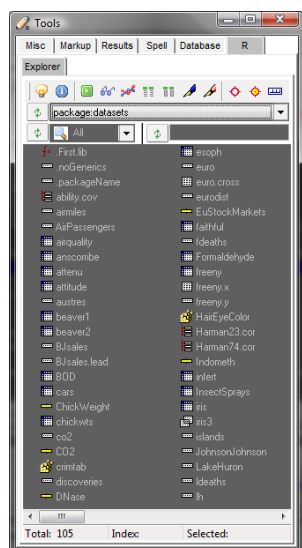 Tools
Misc Markup Results Spell Database R
Explorer
package:datasets
All
.First.lib
.noGenerics
.packageName
ability.cov
airmiles
AirPassengers
airquality
anscombe
attenu
attitude
austres
beaver1
beaver2
BJsales
BJsales.lead
BOD
cars
ChickWeight
chickwts
co2
CO2
crimtab
discoveries
DNase
esoph
euro
euro.cross
eurodist
EuStockMarkets
faithful
fdeaths
Formaldehyde
freeny
freeny.x
freeny.y
HairEyeColor
Harman23.cor
Harman74.cor
Indometh
infert
InsectSprays
iris
iris3
islands
JohnsonJohnson
LakeHuron
ldeaths
lh
Total: 105 Index: Selected: